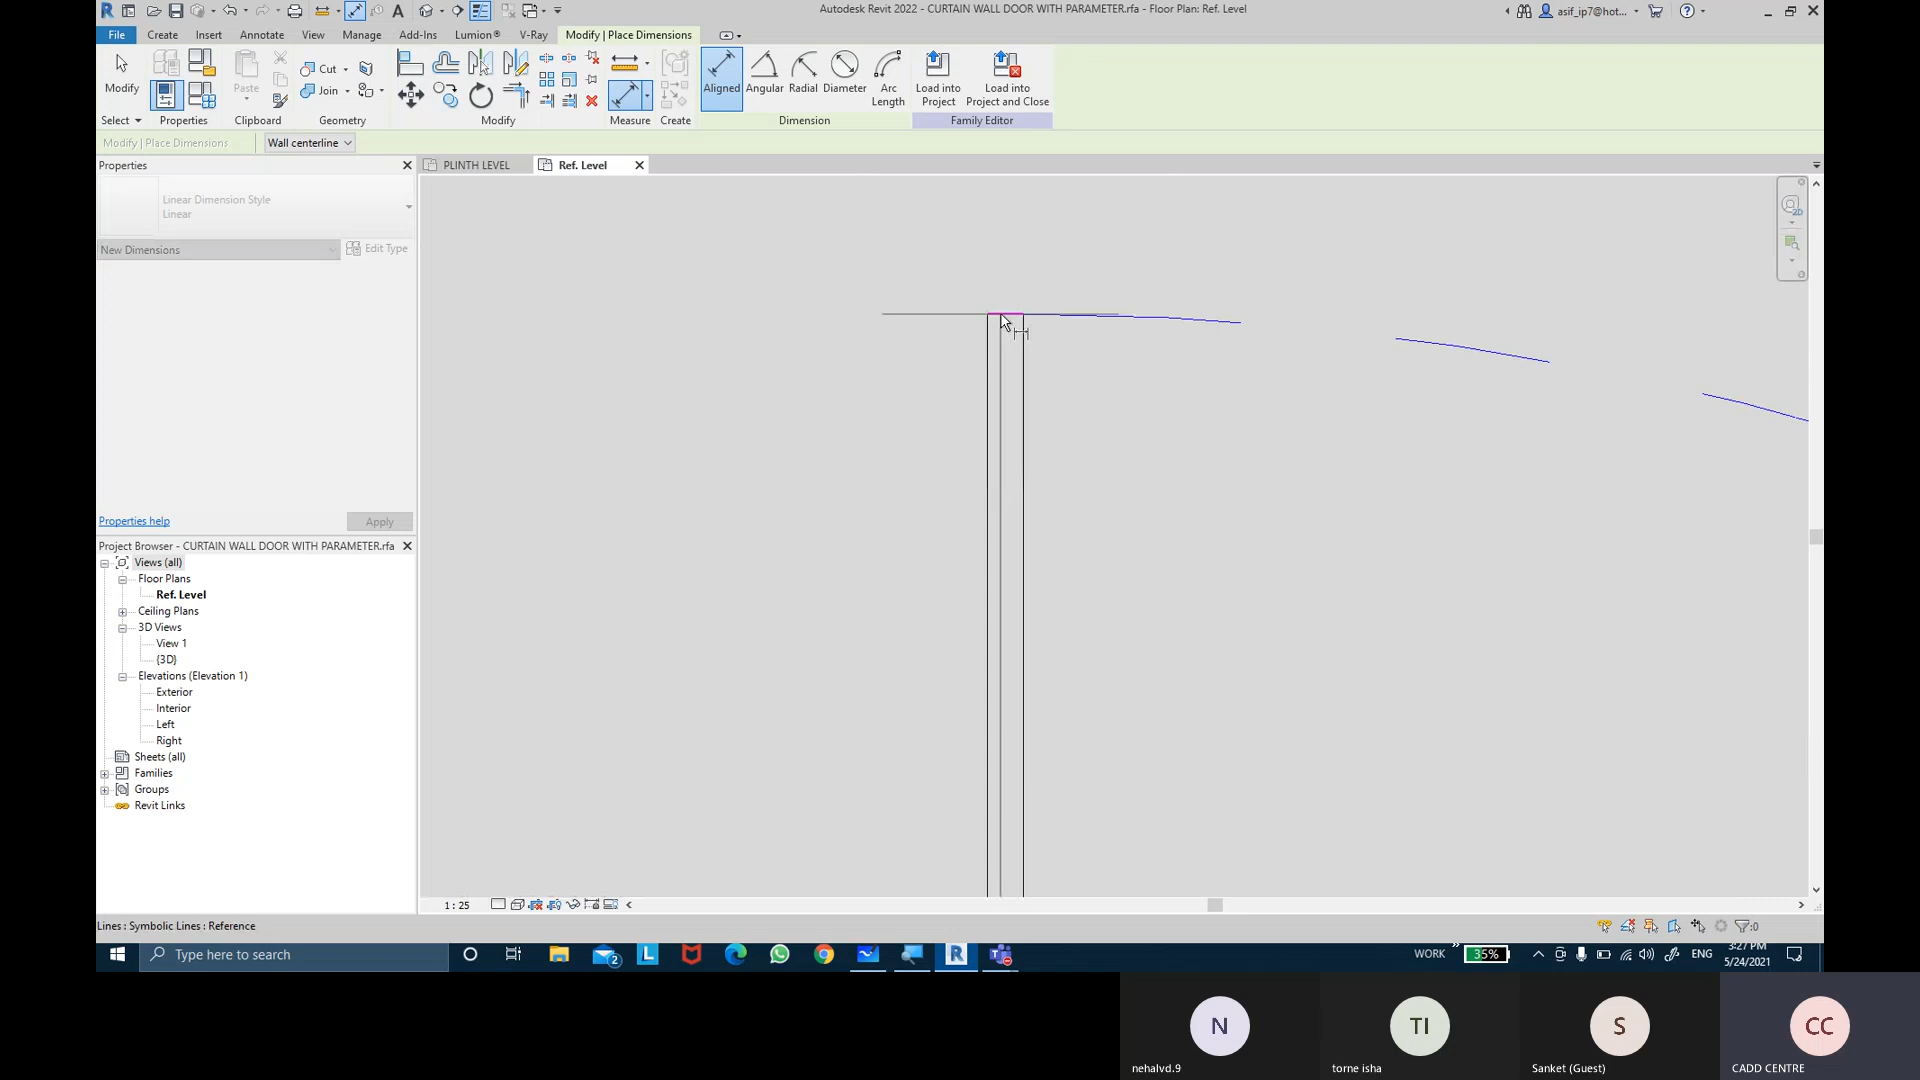 Autodesk Revit 2022 - CURTAIN WALL DOOR WITH PARAMETER.rfa - Floor Plan: Ref. Level
asif_ip7@hot...
File Create Insert Annotate View Manage Add-Ins Lumion® V-Ray Modify | Place Dimensions
Modify
Paste
Cut
Join
Aligned Angular Radial Diameter Arc Length
Load into Project
Load into Project and Close
Select Properties Clipboard Geometry Modify Measure Create Dimension Family Editor
Modify | Place Dimensions Wall centerline
Properties
PLINTH LEVEL Ref. Level
Linear Dimension Style
Linear
New Dimensions Edit Type
Properties help Apply
Project Browser - CURTAIN WALL DOOR WITH PARAMETER.rfa
Views (all)
Floor Plans
Ref. Level
Ceiling Plans
3D Views
View 1
{3D}
Elevations (Elevation 1)
Exterior
Interior
Left
Right
Sheets (all)
Families
Groups
Revit Links
1 : 25
Lines : Symbolic Lines : Reference
:0
Type here to search
2
WORK
35%
ENG
3:27 PM
5/24/2021
N TI S CC
nehalvd.9 torne isha Sanket (Guest) CADD CENTRE